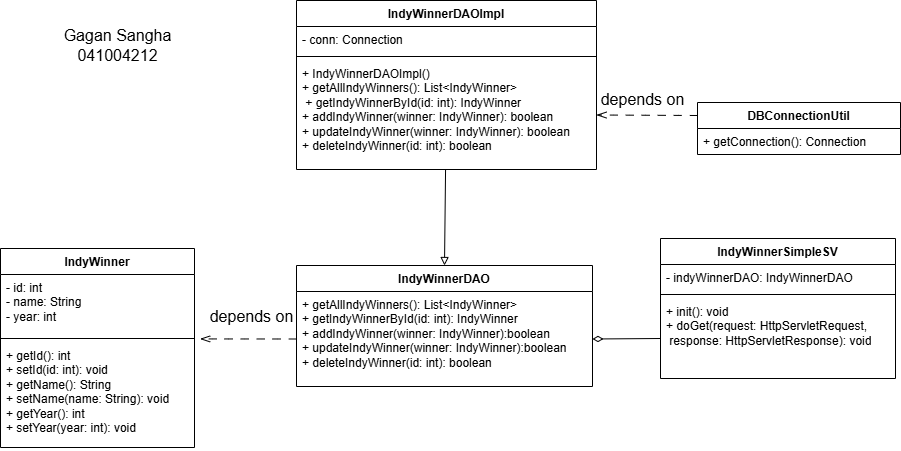 Gagan Sangha
041004212
IndyWinnerDAOImpl
- conn: Connection
+ IndyWinnerDAOImpl()
+ getAllIndyWinners(): List<IndyWinner>
+ getIndyWinnerById(id: int): IndyWinner
+ addIndyWinner(winner: IndyWinner): boolean
+ updateIndyWinner(winner: IndyWinner): boolean
+ deleteIndyWinner(id: int): boolean
depends on
DBConnectionUtil
+ getConnection(): Connection
IndyWinner
- id: int
- name: String
- year: int
+ getId(): int
+ setId(id: int): void
+ getName(): String
+ setName(name: String): void
+ getYear(): int
+ setYear(year: int): void
depends on
IndyWinnerDAO
+ getAllIndyWinners(): List<IndyWinner>
+ getIndyWinnerById(id: int):IndyWinner
+ addIndyWinner(winner: IndyWinner):boolean
+ updateIndyWinner(winner: IndyWinner):boolean
+ deleteIndyWinner(id: int): boolean
IndyWinnerSimpleSV
- indyWinnerDAO: IndyWinnerDAO
+ init(): void
+ doGet(request: HttpServletRequest,
response: HttpServletResponse): void